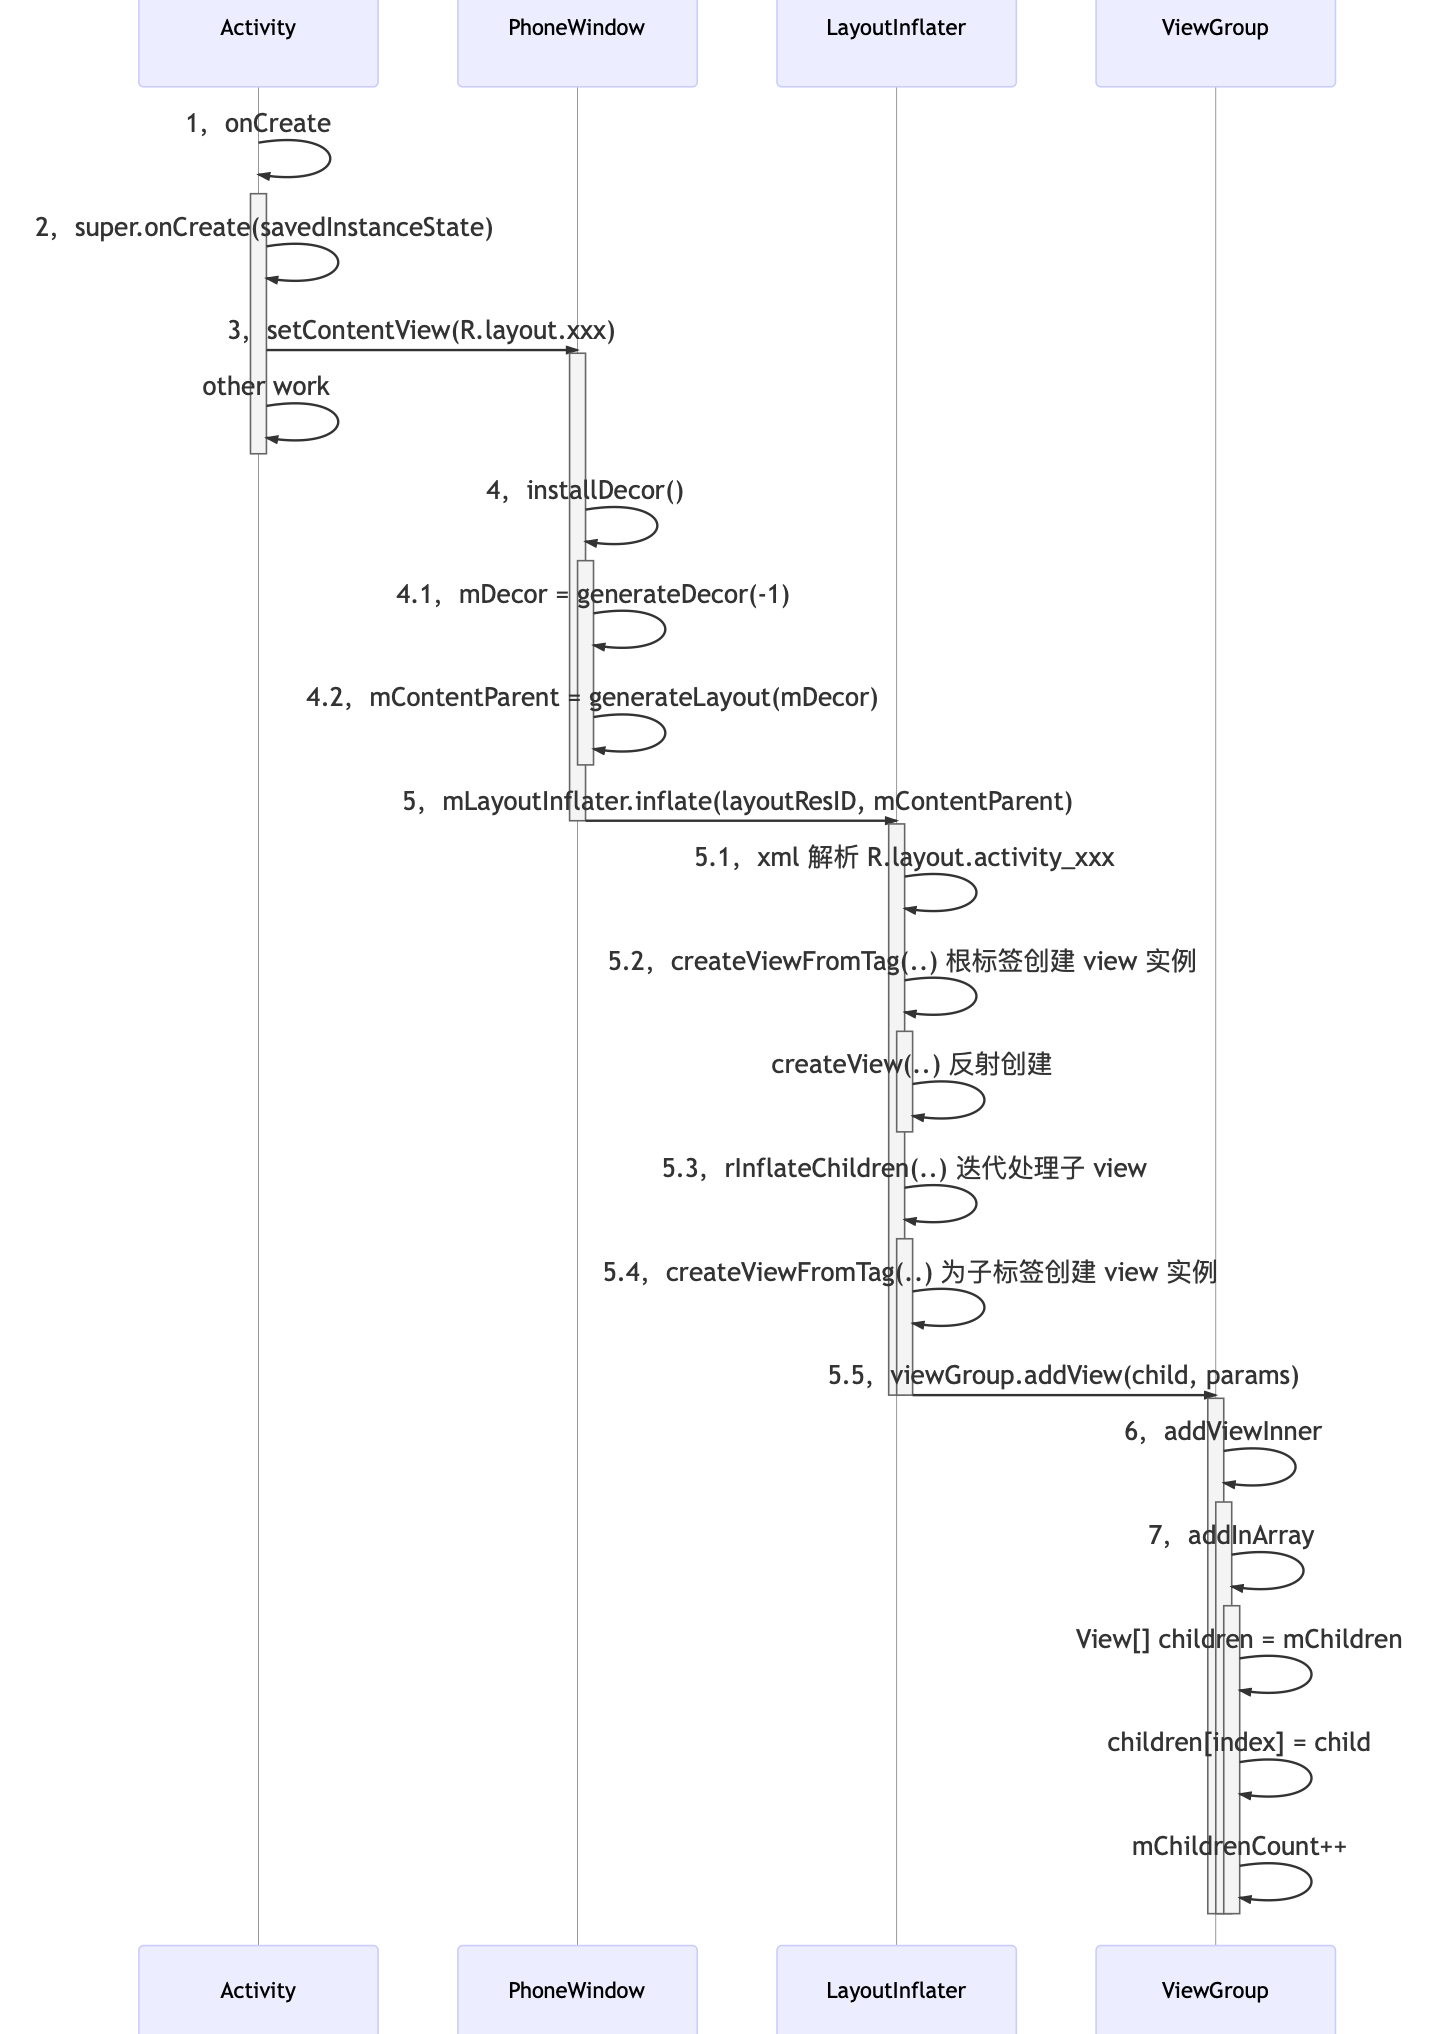 Activity
PhoneWindow
LayoutInflater
ViewGroup
1, onCreate
2, super.onCreate(savedInstanceState)
3, setContentView(R.layout.xxx)
other work
4, installDecor()
4.1, mDecor = generateDecor(-1)
4.2, mContentParent = generateLayout(mDecor)
5, mLayoutInflater.inflate(layoutResID, mContentParent)
5.1, xml 解析 R.layout.activity_xxx
5.2, createViewFromTag(..) 根标签创建 view 实例
createView(..) 反射创建
5.3, rInflateChildren(..) 迭代处理子 view
5.4, createViewFromTag(..) 为子标签创建 view 实例
5.5, viewGroup.addView(child, params)
6, addViewInner
7, addInArray
View[] children = mChildren
children[index] = child
mChildrenCount++
Activity
PhoneWindow
LayoutInflater
ViewGroup